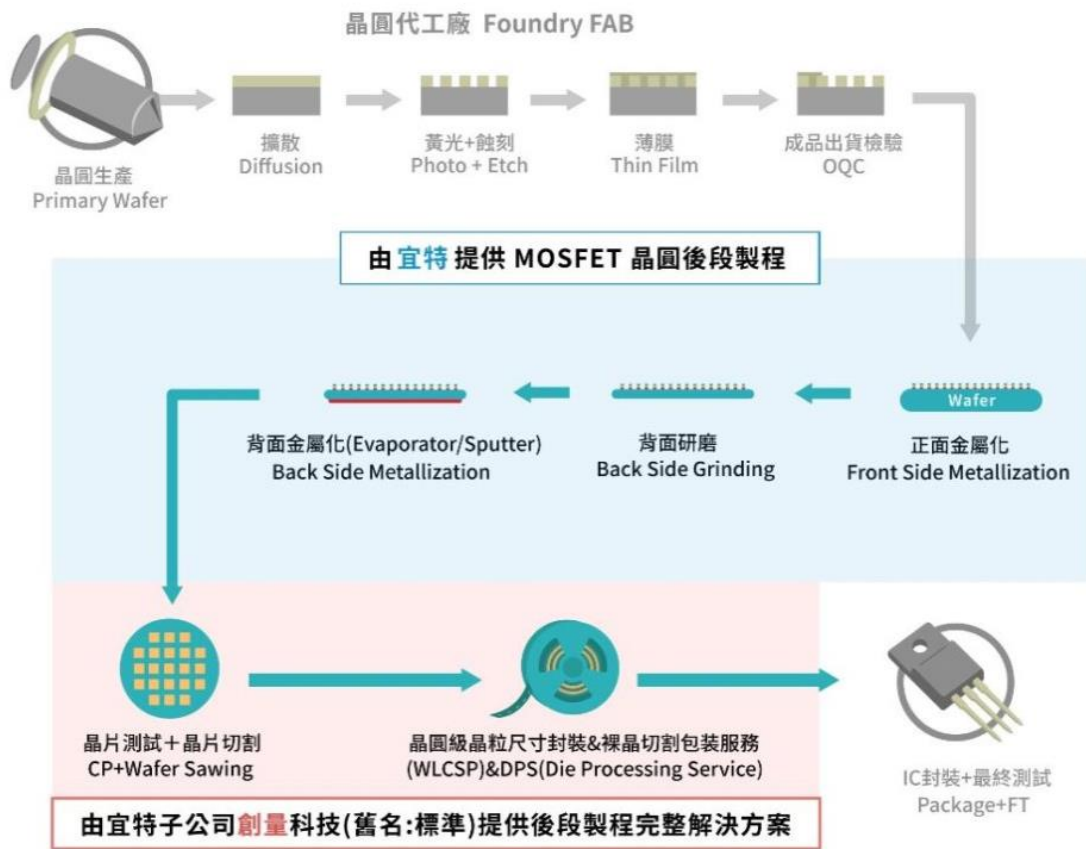 晶圓代工廠 Foundry FAB
晶圓生產
Primary Wafer
擴散
Diffusion
黃光+蝕刻
Photo + Etch
薄膜
Thin Film
成品出貨檢驗
OQC
由宜特提供 MOSFET 晶圓後段製程
背面金屬化(Evaporator/Sputter)
Back Side Metallization
背面研磨
Back Side Grinding
Wafer
正面金屬化
Front Side Metallization
晶片測試+晶片切割
CP+Wafer Sawing
晶圓級晶粒尺寸封裝&裸晶切割包裝服務
(WLCSP)&DPS(Die Processing Service)
IC封裝+最終測試
Package+FT
由宜特子公司創量科技(舊名:標準)提供後段製程完整解決方案